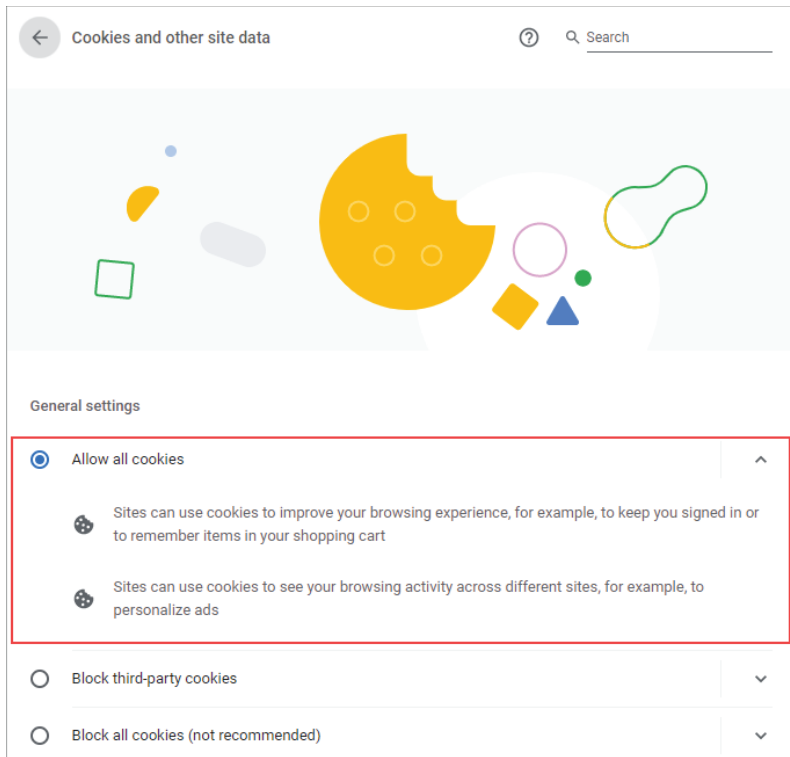 Cookies and other site data
Search
General settings
Allow all cookies
Sites can use cookies to improve your browsing experience, for example, to keep you signed in or
to remember items in your shopping cart
Sites can use cookies to see your browsing activity across different sites, for example, to
personalize ads
Block third-party cookies
Block all cookies (not recommended)